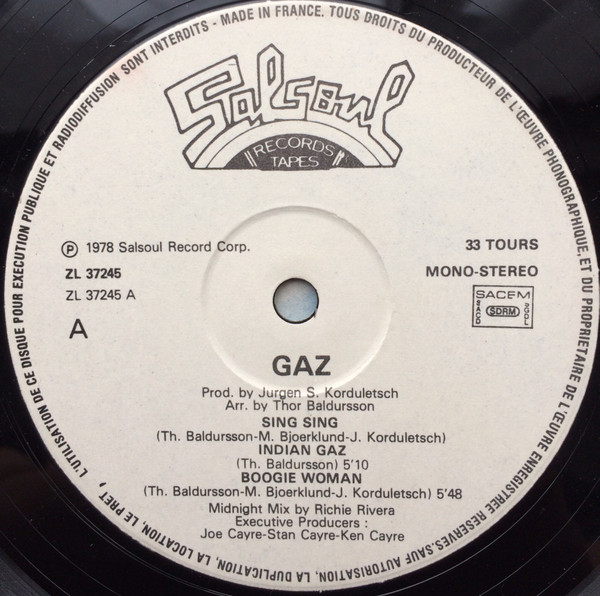 L'UTILISATION DE CE DISQUE POUR EXECUTION PUBLIQUE ET RADIODIFFUSION SONT INTERDITS - MADE IN FRANCE. TOUS DROITS DU PRODUCTEUR DE L'ŒUVRE PHONOGRAPHIQUE, ET DU PROPRIETAIRE DE L'ŒUVRE ENREGISTREE RESERVES. SAUF AUTORISATION, LA DUPLICATION, LA LOCATION, LE PRET,
Salsoul
RECORDS
TAPES
℗ 1978 Salsoul Record Corp.
33 TOURS
ZL 37245
MONO-STEREO
ZL 37245 A
SACEM
SACD SDRM SGDL
A
GAZ
Prod. by Jurgen S. Korduletsch
Arr. by Thor Baldursson
SING SING
(Th. Baldursson-M. Bjoerklund-J. Korduletsch)
INDIAN GAZ
(Th. Baldursson) 5'10
BOOGIE WOMAN
(Th. Baldursson-M. Bjoerklund-J. Korduletsch) 5'48
Midnight Mix by Richie Rivera
Executive Producers :
Joe Cayre-Stan Cayre-Ken Cayre